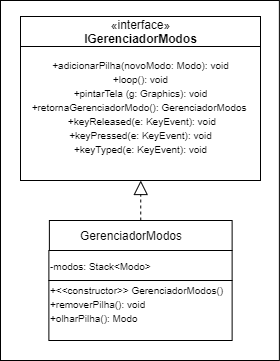 «interface»
IGerenciadorModos
+adicionarPilha(novoModo: Modo): void
+loop(): void
+pintarTela (g: Graphics): void
+retornaGerenciadorModo(): GerenciadorModos
+keyReleased(e: KeyEvent): void
+keyPressed(e: KeyEvent): void
+keyTyped(e: KeyEvent): void
GerenciadorModos
-modos: Stack<Modo>
+<<constructor>> GerenciadorModos()
+removerPilha(): void
+olharPilha(): Modo